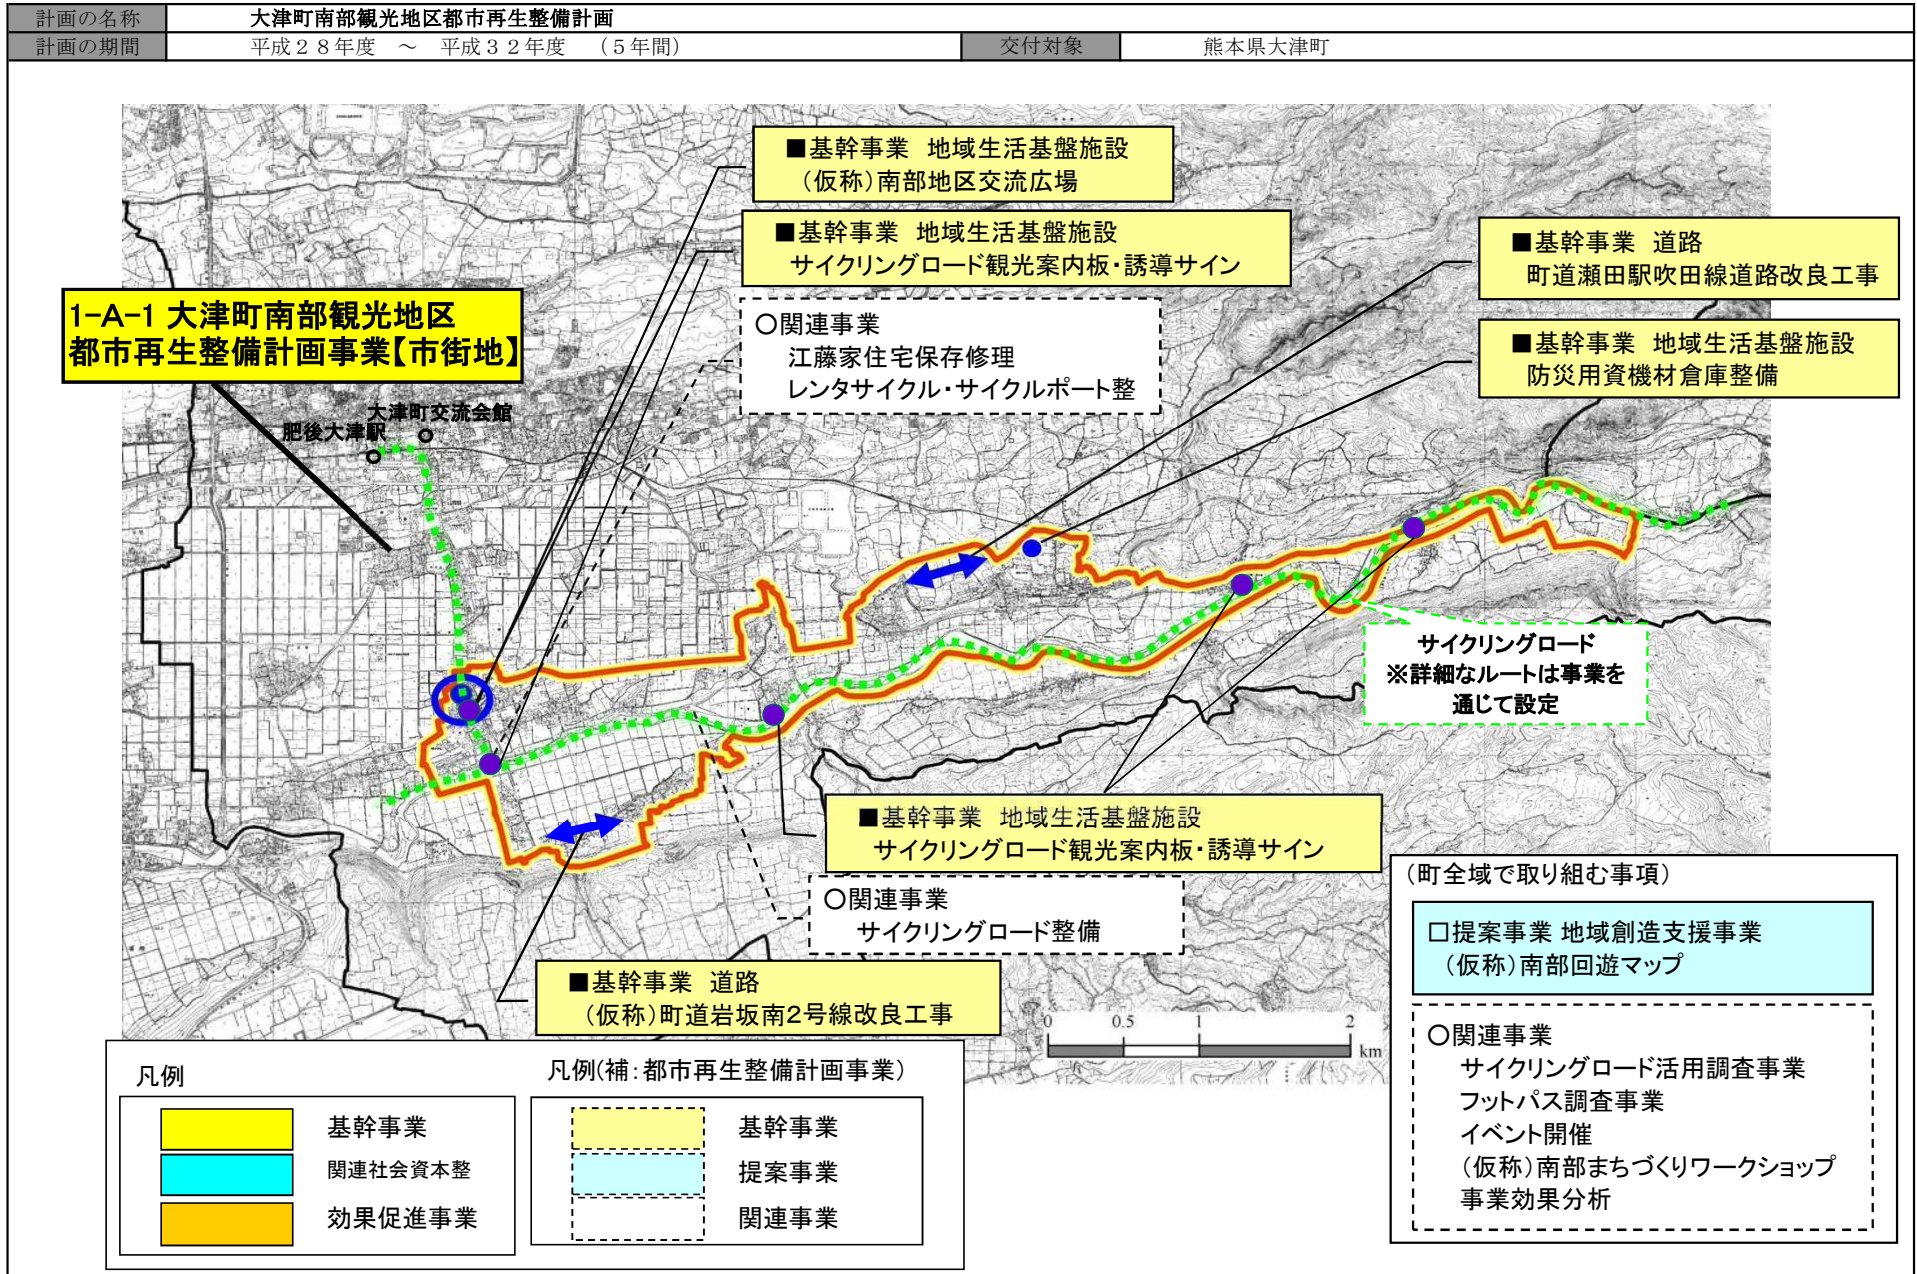 計画の名称 大津町南部観光地区都市再生整備計画
計画の期間 平成28年度 ～ 平成32年度 （5年間） 交付対象 熊本県大津町
■基幹事業 地域生活基盤施設
（仮称）南部地区交流広場
■基幹事業 地域生活基盤施設
サイクリングロード観光案内板・誘導サイン
■基幹事業 道路
町道瀬田駅吹田線道路改良工事
1-A-1 大津町南部観光地区
都市再生整備計画事業【市街地】
○関連事業
江藤家住宅保存修理
レンタサイクル・サイクルポート整
■基幹事業 地域生活基盤施設
防災用資機材倉庫整備
大津町交流会館
肥後大津駅
サイクリングロード
※詳細なルートは事業を
通じて設定
■基幹事業 地域生活基盤施設
サイクリングロード観光案内板・誘導サイン
○関連事業
サイクリングロード整備
■基幹事業 道路
（仮称）町道岩坂南2号線改良工事
0 0.5 1 2
km
（町全域で取り組む事項）
□提案事業 地域創造支援事業
（仮称）南部回遊マップ
○関連事業
サイクリングロード活用調査事業
フットパス調査事業
イベント開催
（仮称）南部まちづくりワークショップ
事業効果分析
凡例
基幹事業
関連社会資本整
効果促進事業
凡例（補：都市再生整備計画事業）
基幹事業
提案事業
関連事業